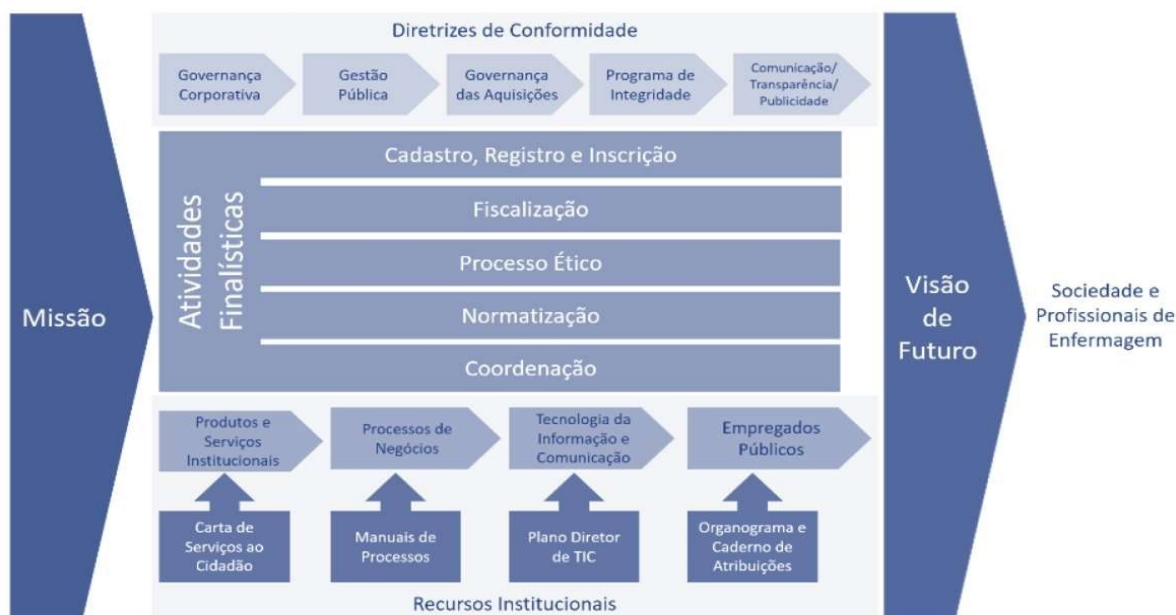 Diretrizes de Conformidade
Governança
Corporativa
Gestão
Pública
Governança
das Aquisições
Programa de
Integridade
Comunicação/
Transparência/
Publicidade
Missão
Atividades
Finalísticas
Cadastro, Registro e Inscrição
Fiscalização
Processo Ético
Normatização
Coordenação
Visão
de
Futuro
Sociedade e
Profissionais de
Enfermagem
Produtos e
Serviços
Institucionais
Processos de
Negócios
Tecnologia da
Informação e
Comunicação
Empregados
Públicos
Carta de
Serviços ao
Cidadão
Manuais de
Processos
Plano Diretor
de TIC
Organograma e
Caderno de
Atribuições
Recursos Institucionais